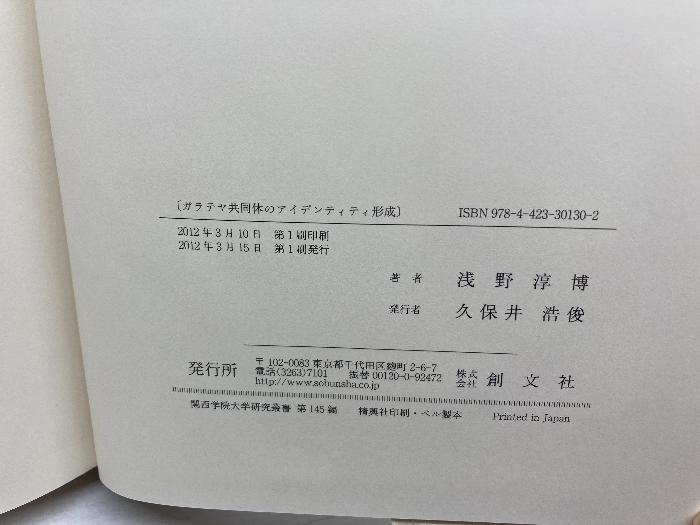 〔ガラテヤ共同体のアイデンティティ形成〕 ISBN 978-4-423-30130-2
2012年3月10日 第1刷印刷
2012年3月15日 第1刷発行
著者 浅野淳博
発行者 久保井浩俊
発行所 〒102-0083 東京都千代田区麴町2-6-7
電話(3263)7101 振替00120-0-92472
http://www.sobunsha.co.jp
株式会社 創文社
関西学院大学研究叢書 第145編 精興社印刷・ベル製本 Printed in Japan